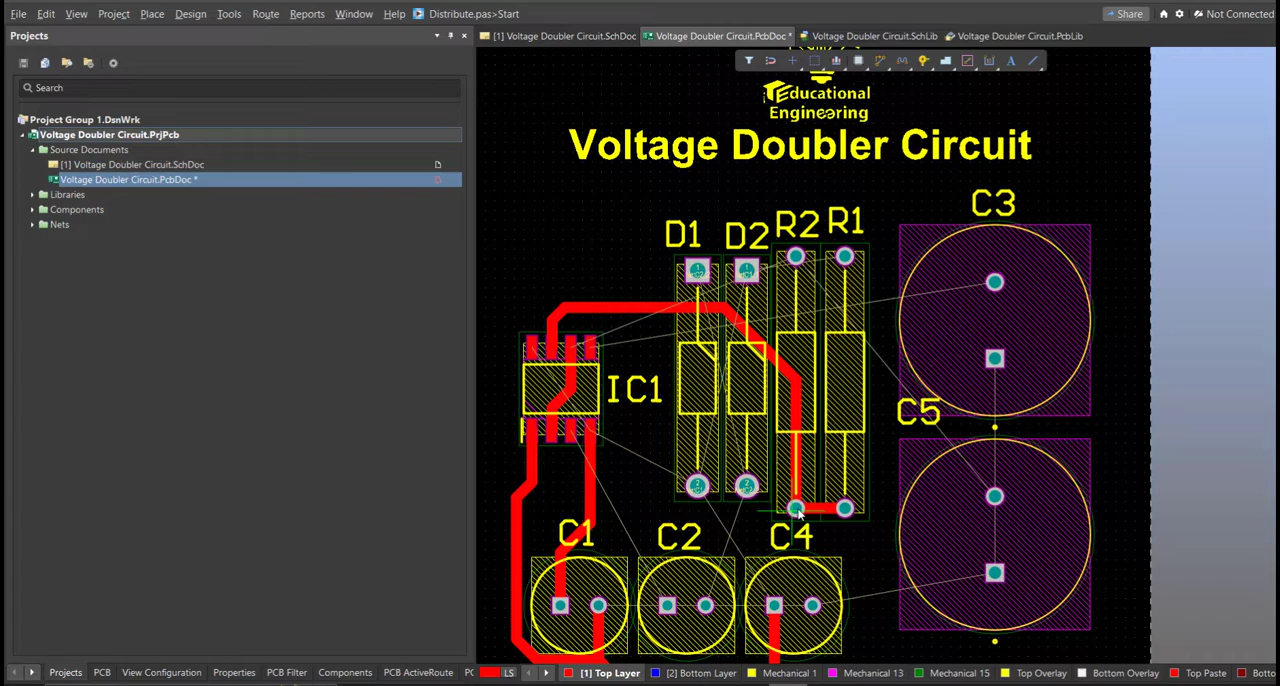 File Edit View Project Place Design Tools Route Reports Window Help Distribute.pas>Start Share Not Connected
Projects
[1] Voltage Doubler Circuit.SchDoc Voltage Doubler Circuit.PcbDoc * Voltage Doubler Circuit.SchLib Voltage Doubler Circuit.PcbLib
Search
Project Group 1.DsnWrk
Voltage Doubler Circuit.PrjPcb
Source Documents
[1] Voltage Doubler Circuit.SchDoc
Voltage Doubler Circuit.PcbDoc *
Libraries
Components
Nets
Educational
Engineering
Voltage Doubler Circuit
D1 D2 R2 R1 C3
IC1 C5
C1 C2 C4
Projects PCB View Configuration Properties PCB Filter Components PCB ActiveRoute PC LS [1] Top Layer [2] Bottom Layer Mechanical 1 Mechanical 13 Mechanical 15 Top Overlay Bottom Overlay Top Paste Botto